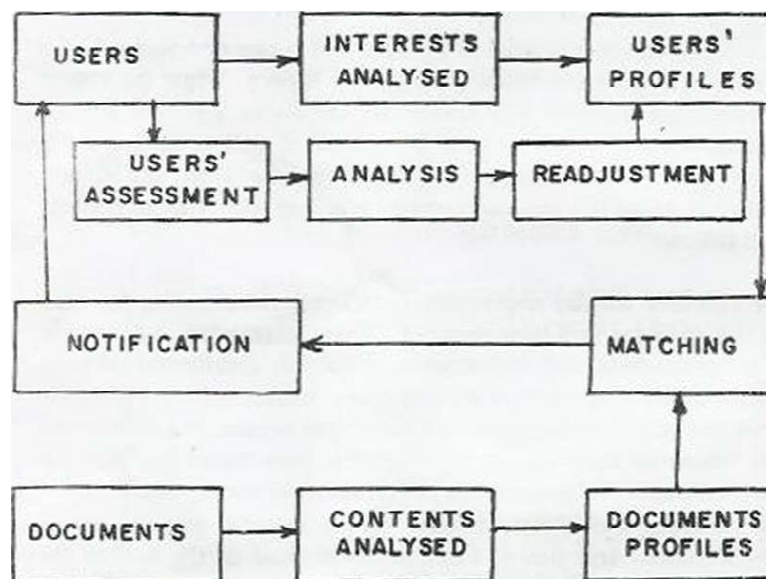 USERS
INTERESTS
ANALYSED
USERS'
PROFILES
USERS'
ASSESSMENT
ANALYSIS
READJUSTMENT
NOTIFICATION
MATCHING
DOCUMENTS
CONTENTS
ANALYSED
DOCUMENTS
PROFILES